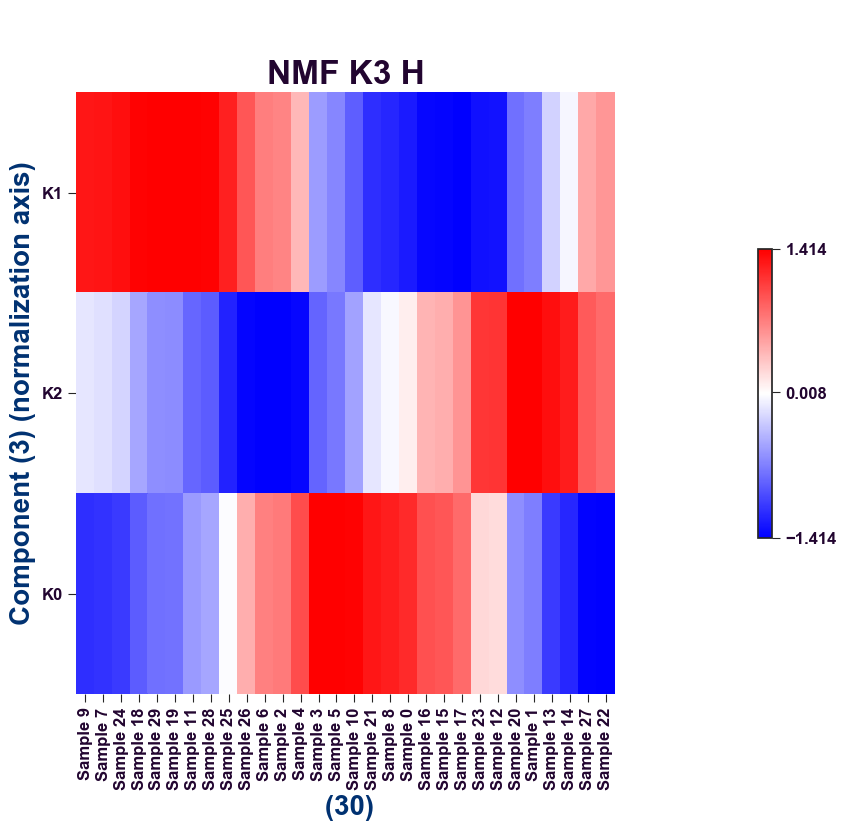 NMF K3 H
Component (3) (normalization axis)
K1
K2
K0
1.414
0.008
−1.414
Sample 9
Sample 7
Sample 24
Sample 18
Sample 29
Sample 19
Sample 11
Sample 28
Sample 25
Sample 26
Sample 6
Sample 2
Sample 4
Sample 3
Sample 5
Sample 10
Sample 21
Sample 8
Sample 0
Sample 16
Sample 15
Sample 17
Sample 23
Sample 12
Sample 20
Sample 1
Sample 13
Sample 14
Sample 27
Sample 22
(30)